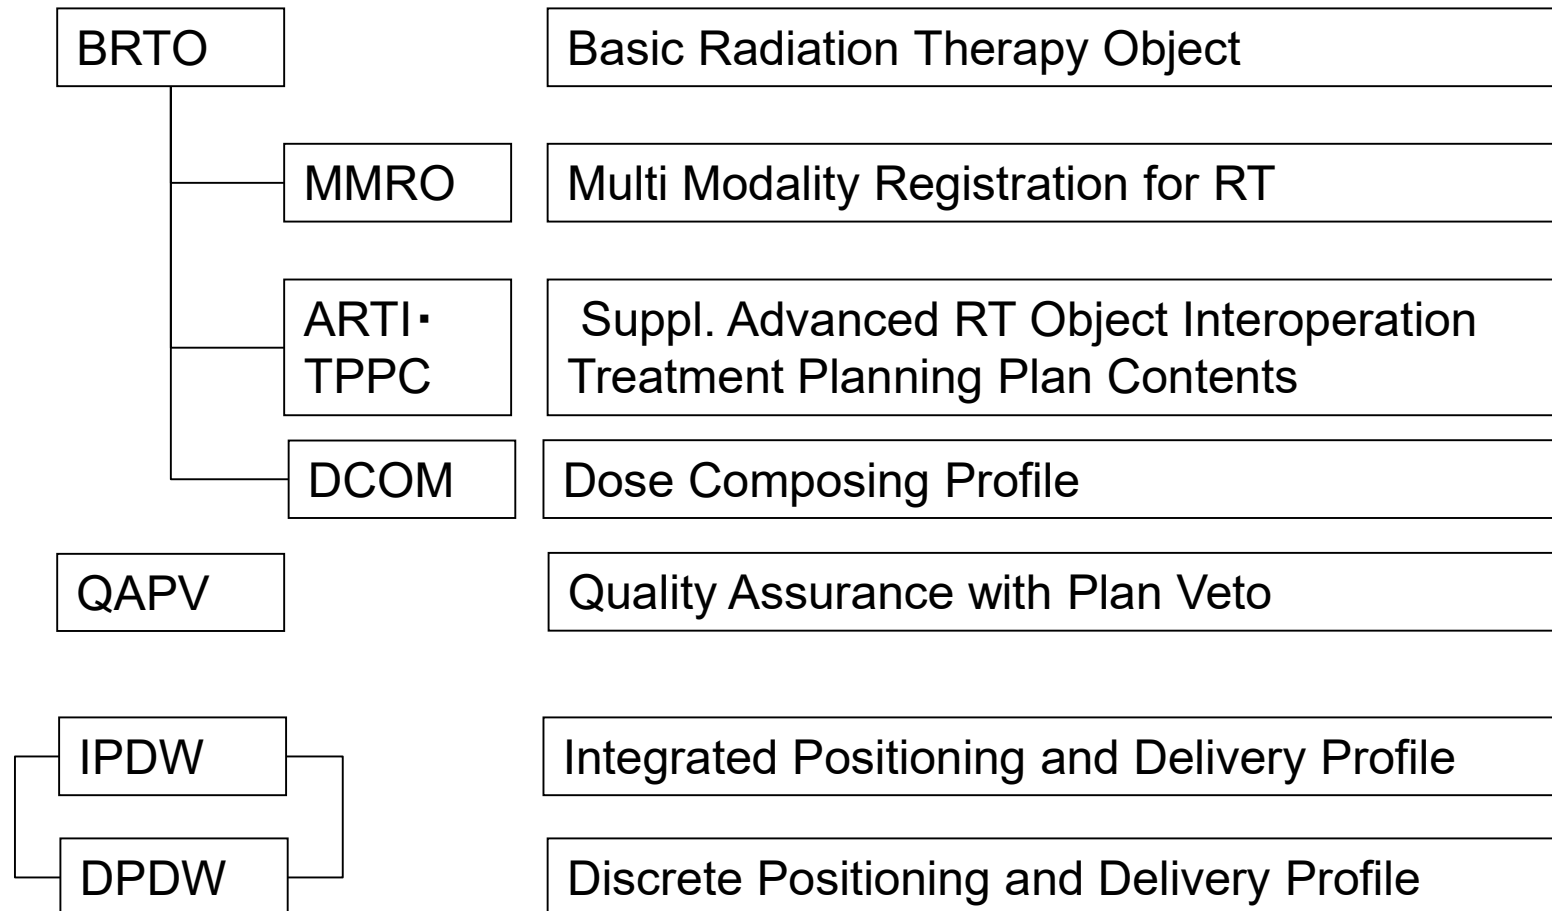 BRTO Basic Radiation Therapy Object
MMRO Multi Modality Registration for RT
ARTI・ Suppl. Advanced RT Object Interoperation
TPPC Treatment Planning Plan Contents
DCOM Dose Composing Profile
QAPV Quality Assurance with Plan Veto
IPDW Integrated Positioning and Delivery Profile
DPDW Discrete Positioning and Delivery Profile